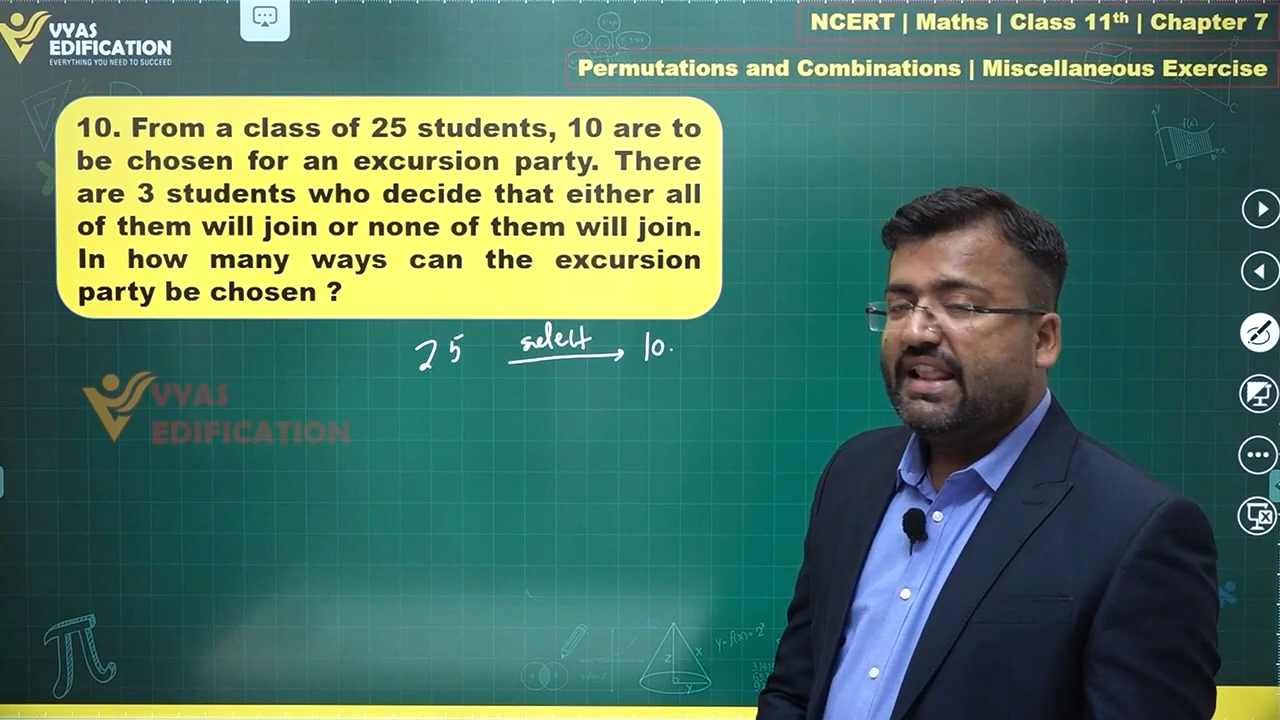 VYAS
EDIFICATION
EVERYTHING YOU NEED TO SUCCEED
NCERT | Maths | Class 11th | Chapter 7
Permutations and Combinations | Miscellaneous Exercise
10. From a class of 25 students, 10 are to
be chosen for an excursion party. There
are 3 students who decide that either all
of them will join or none of them will join.
In how many ways can the excursion
party be chosen ?
25 select 10.
VYAS
EDIFICATION